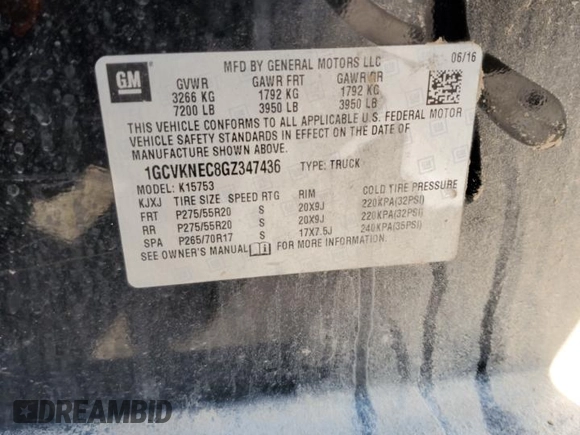 GM
MFD BY GENERAL MOTORS LLC
06/16
GVWR GAWR FRT GAWR RR
3266 KG 1792 KG 1792 KG
7200 LB 3950 LB 3950 LB
THIS VEHICLE CONFORMS TO ALL APPLICABLE U.S. FEDERAL MOTOR
VEHICLE SAFETY STANDARDS IN EFFECT ON THE DATE OF
MANUFACTURE SHOWN ABOVE.
1GCVKNEC8GZ347436 TYPE: TRUCK
MODEL: K15753
KJXJ TIRE SIZE SPEED RTG RIM COLD TIRE PRESSURE
FRT P275/55R20 S 20X9J 220KPA(32PSI)
RR P275/55R20 S 20X9J 220KPA(32PSI)
SPA P265/70R17 S 17X7.5J 240KPA(35PSI)
SEE OWNER'S MANUAL FOR MORE INFORMATION.
DREAMBID